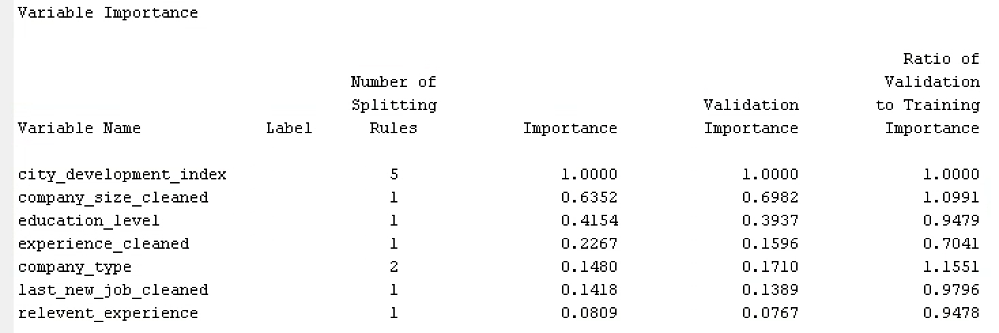 Variable Importance
Ratio of
Number of Validation
Splitting Validation to Training
Variable Name Label Rules Importance Importance Importance
city_development_index 5 1.0000 1.0000 1.0000
company_size_cleaned 1 0.6352 0.6982 1.0991
education_level 1 0.4154 0.3937 0.9479
experience_cleaned 1 0.2267 0.1596 0.7041
company_type 2 0.1480 0.1710 1.1551
last_new_job_cleaned 1 0.1418 0.1389 0.9796
relevent_experience 1 0.0809 0.0767 0.9478